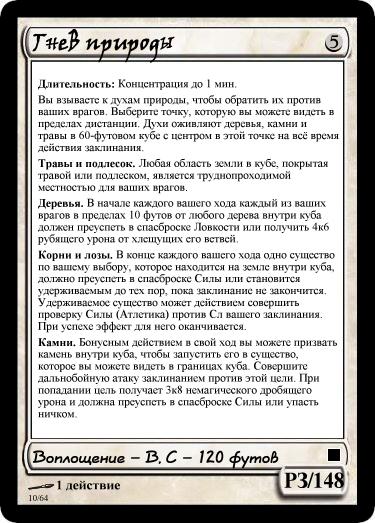 Гнев природы
5
Длительность: Концентрация до 1 мин.
Вы взываете к духам природы, чтобы обратить их против
ваших врагов. Выберите точку, которую вы можете видеть в
пределах дистанции. Духи оживляют деревья, камни и
травы в 60-футовом кубе с центром в этой точке на всё время
действия заклинания.
Травы и подлесок. Любая область земли в кубе, покрытая
травой или подлеском, является труднопроходимой
местностью для ваших врагов.
Деревья. В начале каждого вашего хода каждый из ваших
врагов в пределах 10 футов от любого дерева внутри куба
должен преуспеть в спасброске Ловкости или получить 4к6
рубящего урона от хлещущих его ветвей.
Корни и лозы. В конце каждого вашего хода одно существо
по вашему выбору, которое находится на земле внутри куба,
должно преуспеть в спасброске Силы или становится
удерживаемым до тех пор, пока заклинание не закончится.
Удерживаемое существо может действием совершить
проверку Силы (Атлетика) против Сл вашего заклинания.
При успехе эффект для него оканчивается.
Камни. Бонусным действием в свой ход вы можете призвать
камень внутри куба, чтобы запустить его в существо,
которое вы можете видеть в границах куба. Совершите
дальнобойную атаку заклинанием против этой цели. При
попадании цель получает 3к8 немагического дробящего
урона и должна преуспеть в спасброске Силы или упасть
ничком.
Воплощение – В, С – 120 футов
P3/148
1 действие
10/64